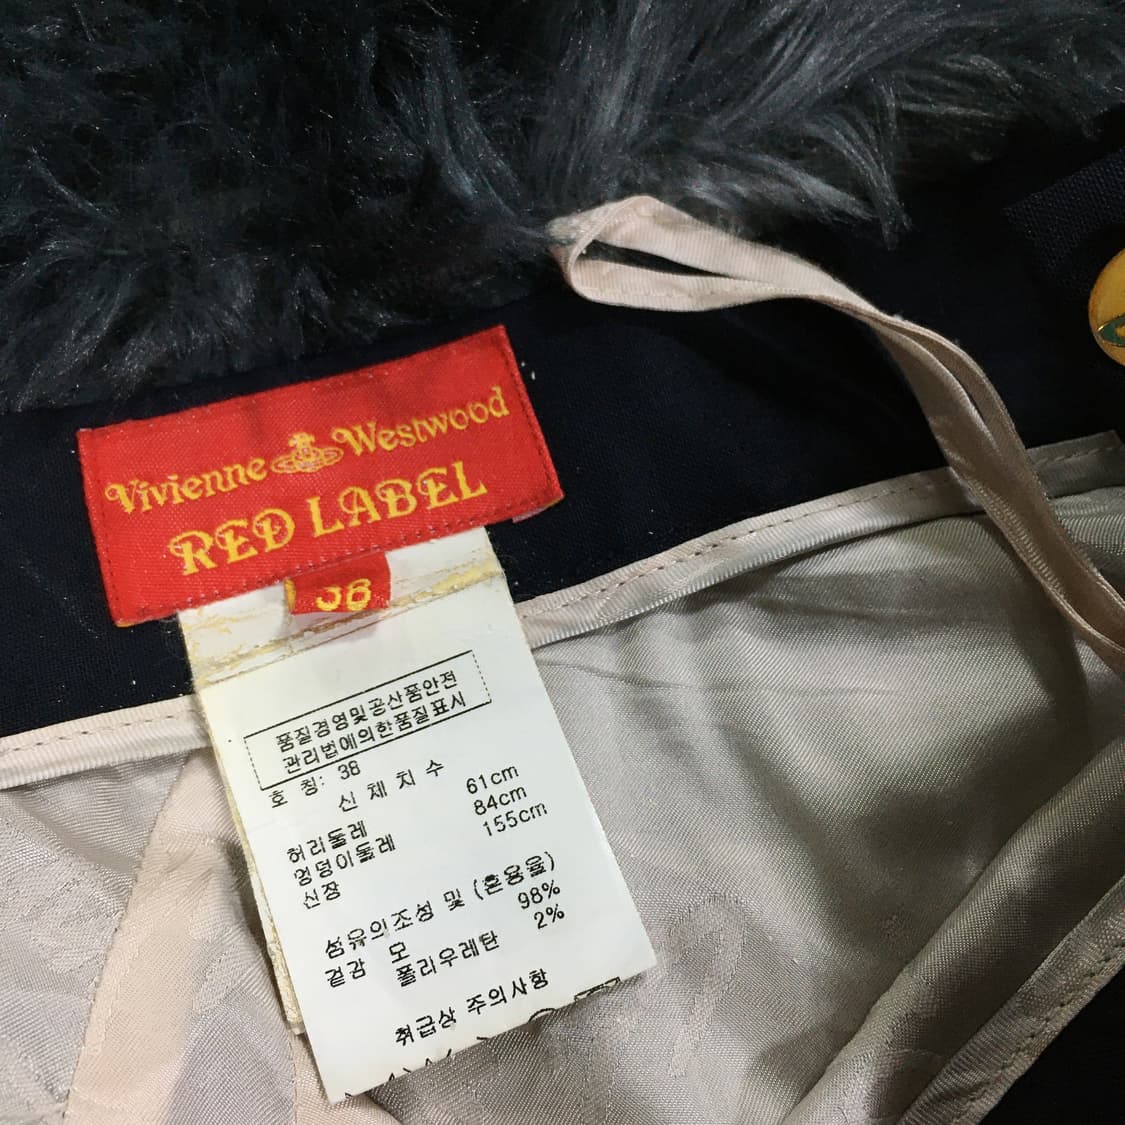 Vivienne Westwood
RED LABEL
38
품질경영및공산품안전
관리법에의한품질표시
호 칭: 38
신 체 치 수
허리둘레 61cm
엉덩이둘레 84cm
신장 155cm
섬유의조성 및 (혼용율)
겉감 모 98%
폴리우레탄 2%
취급상 주의사항